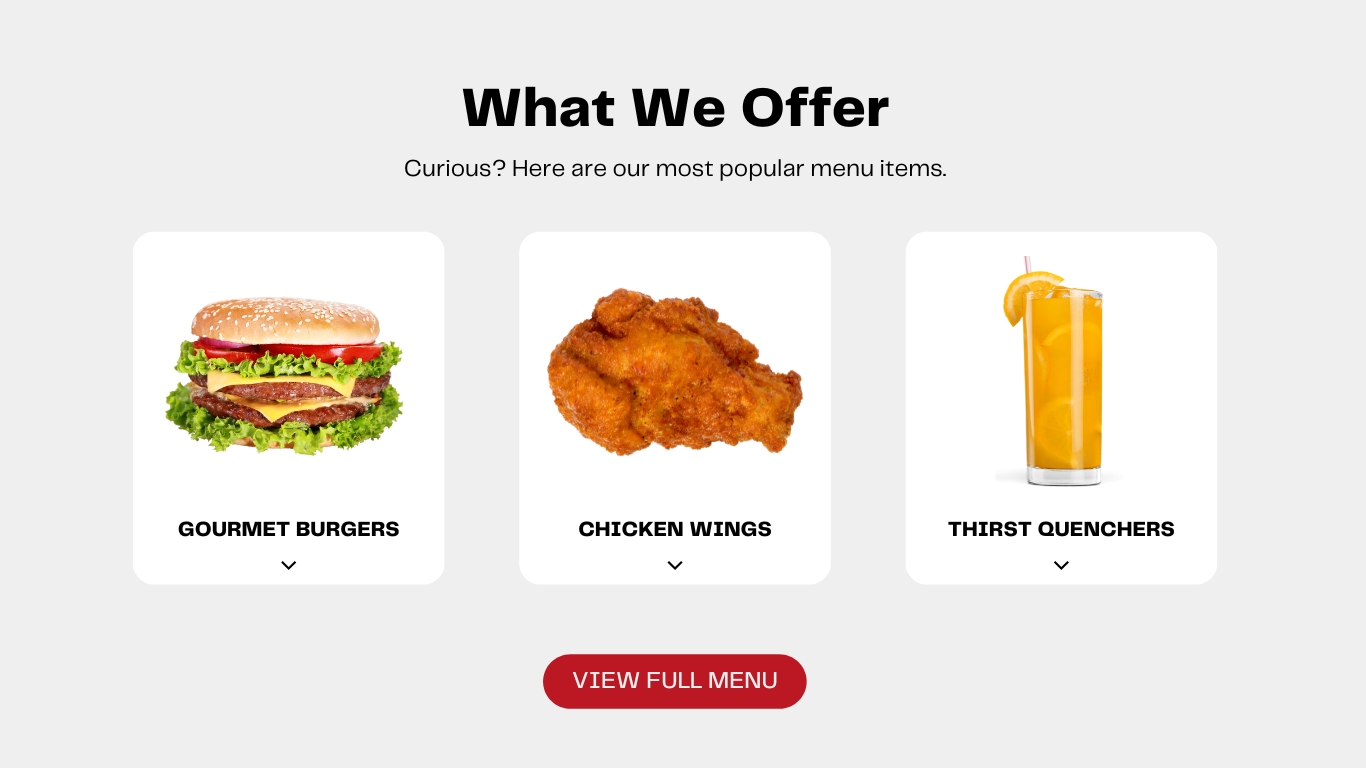 What We Offer
Curious? Here are our most popular menu items.
GOURMET BURGERS
CHICKEN WINGS
THIRST QUENCHERS
VIEW FULL MENU